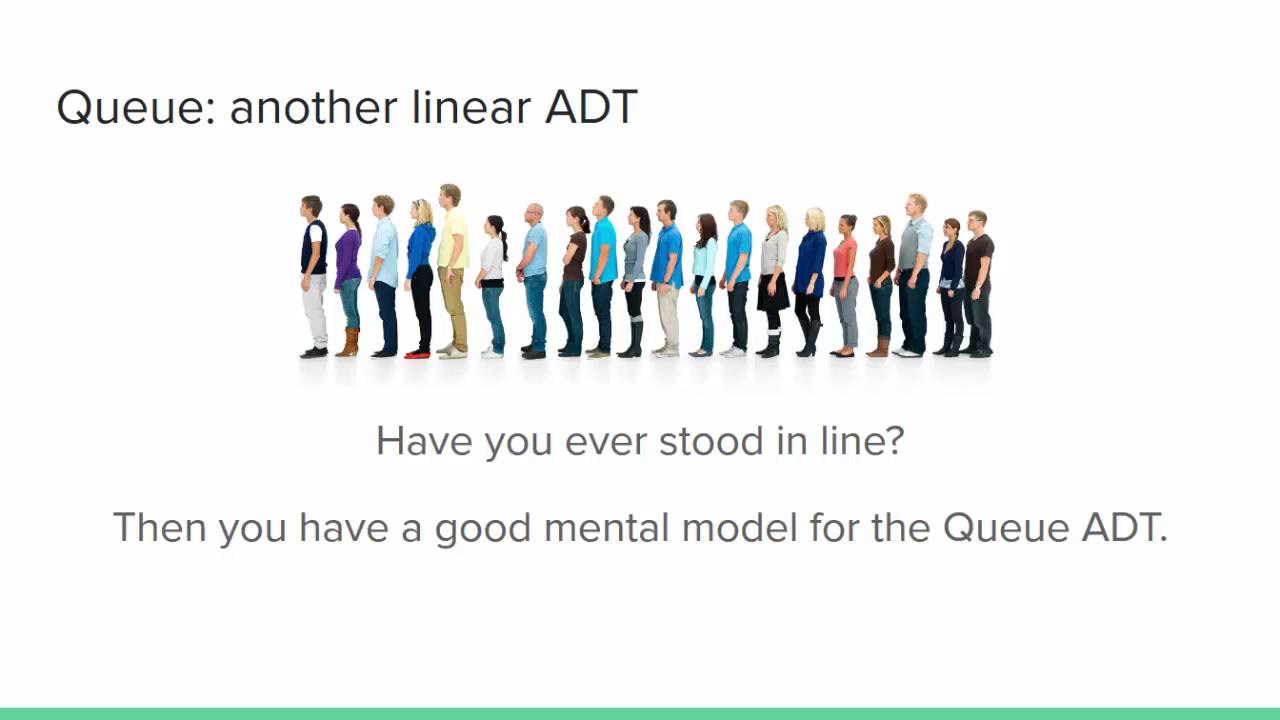 Queue: another linear ADT
Have you ever stood in line?
Then you have a good mental model for the Queue ADT.